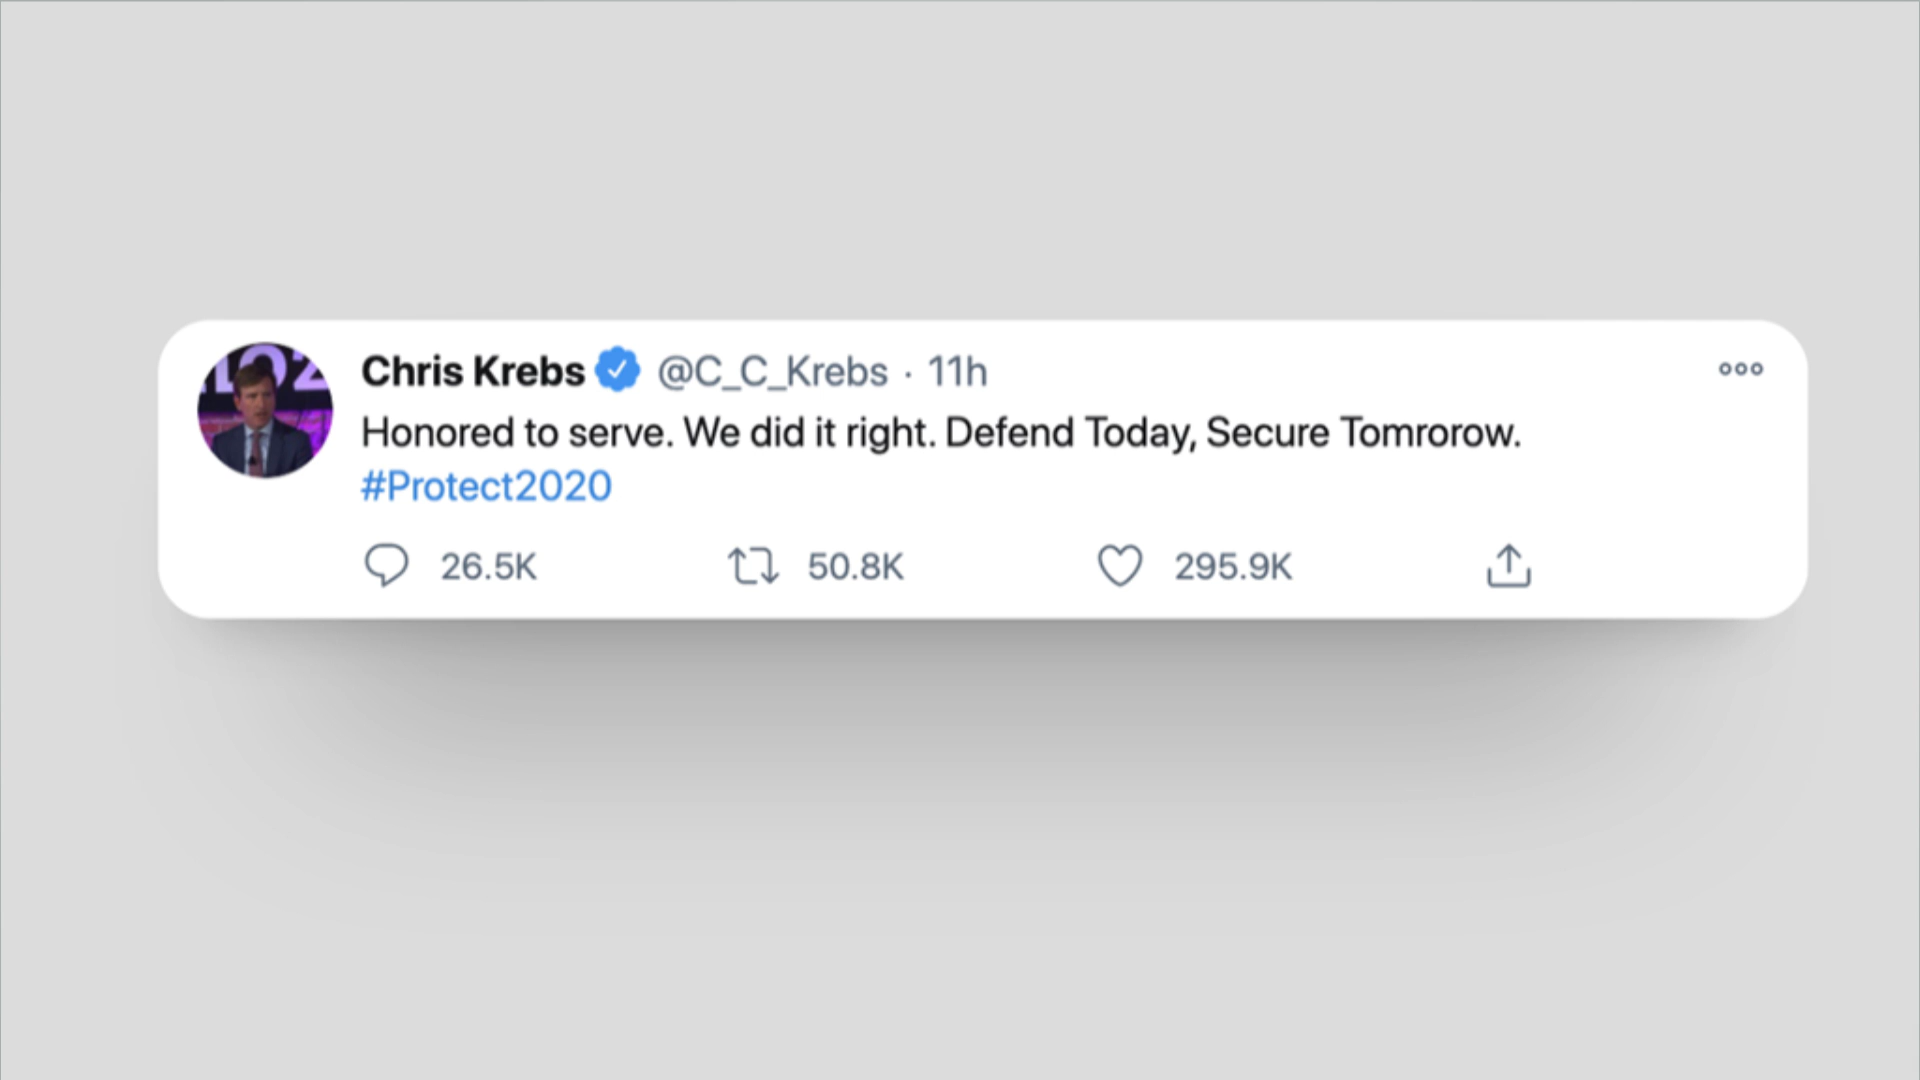 Chris Krebs @C_C_Krebs · 11h
Honored to serve. We did it right. Defend Today, Secure Tomrorow.
#Protect2020
26.5K 50.8K 295.9K